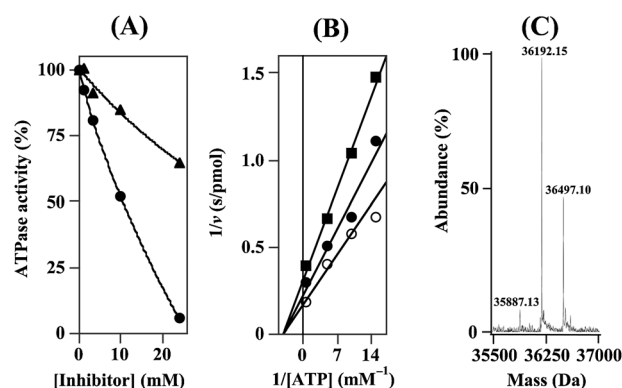 (A)
(B)
(C)
ATPase activity (%)
100
75
50
25
0
0
10
20
[Inhibitor] (mM)
1/v (s/pmol)
1.5
1.0
0.5
0
0
7
14
1/[ATP] (mM⁻¹)
Abundance (%)
100
50
0
36192.15
36497.10
35887.13
35500
36250
37000
Mass (Da)